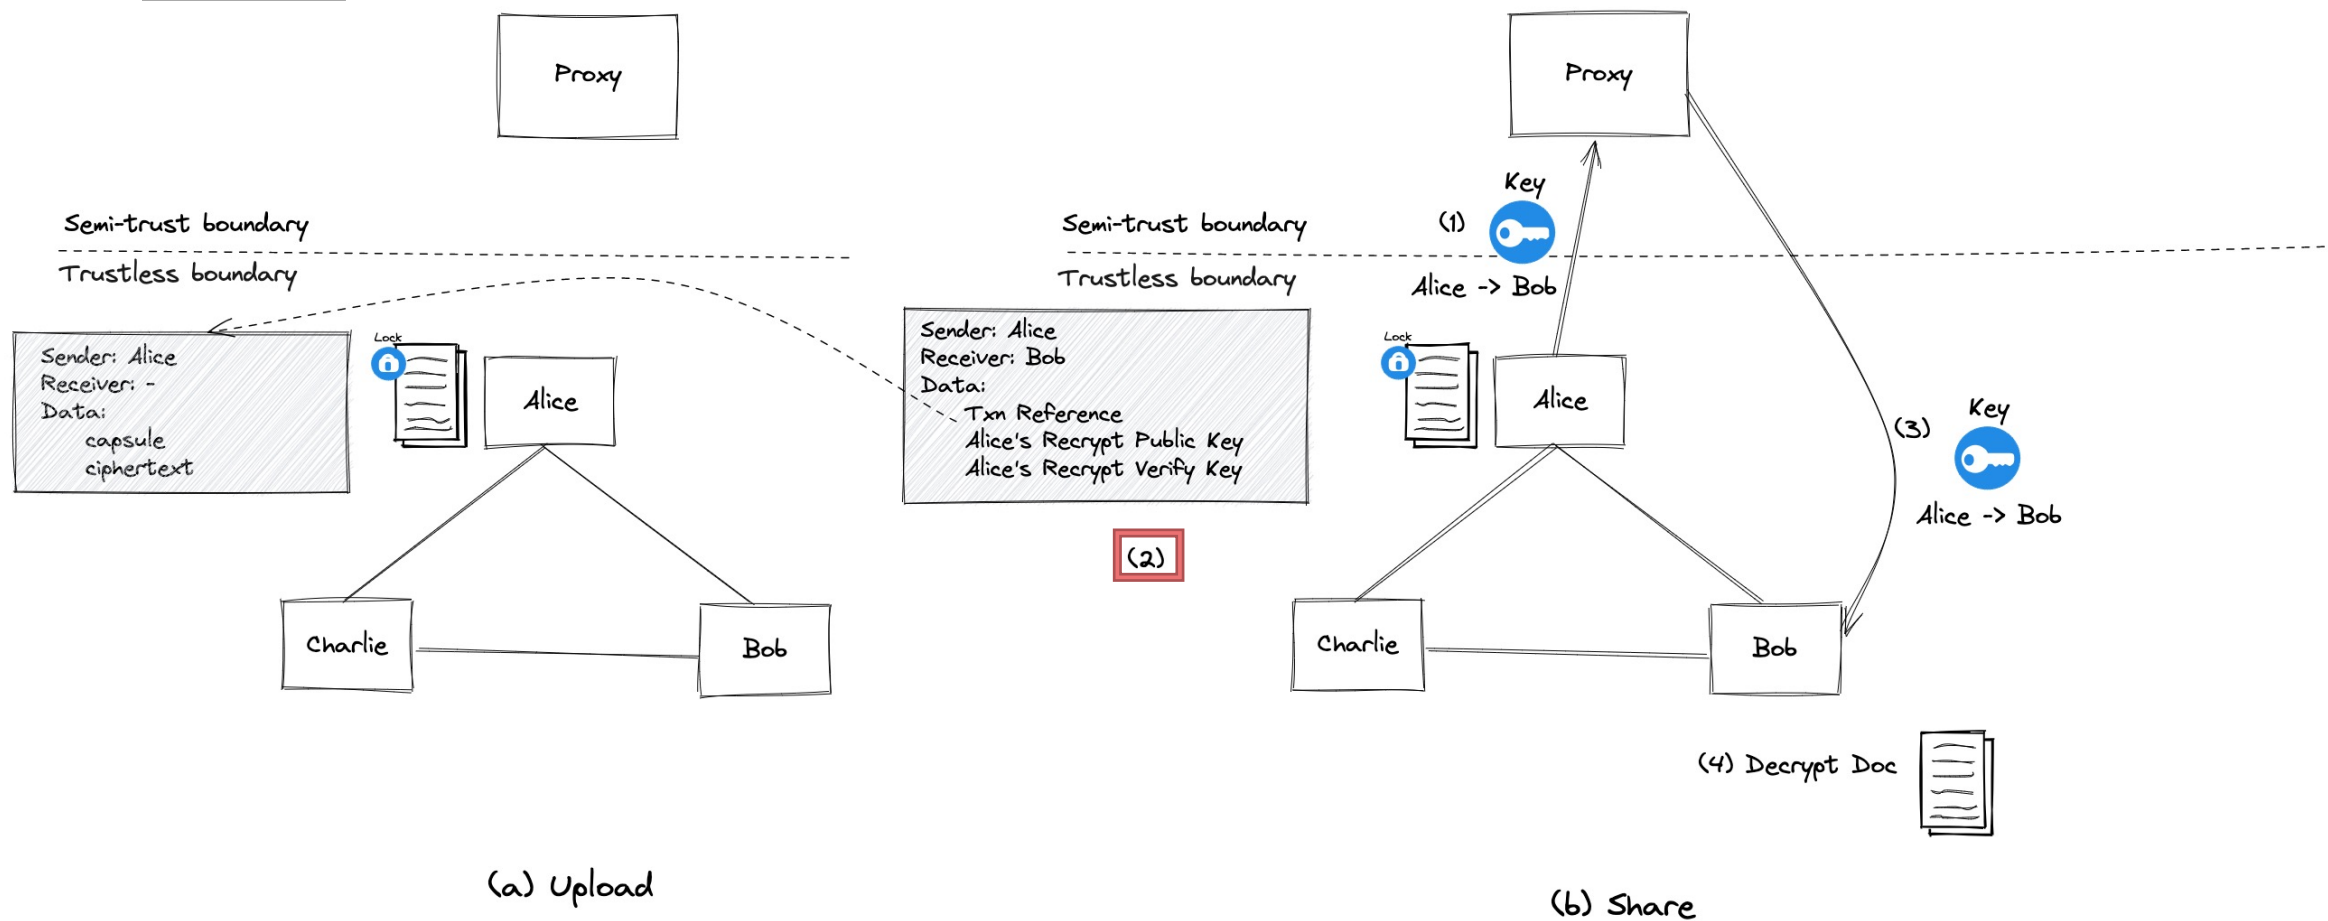 Proxy
Semi-trust boundary
Trustless boundary
Sender: Alice
Receiver: -
Data:
capsule
ciphertext
Lock
Alice
Charlie
Bob
(a) Upload
Proxy
Key
(1)
Alice -> Bob
Semi-trust boundary
Trustless boundary
Sender: Alice
Receiver: Bob
Data:
Txn Reference
Alice's Recrypt Public Key
Alice's Recrypt Verify Key
(2)
Lock
Alice
(3)
Key
Alice -> Bob
Charlie
Bob
(4) Decrypt Doc
(b) Share